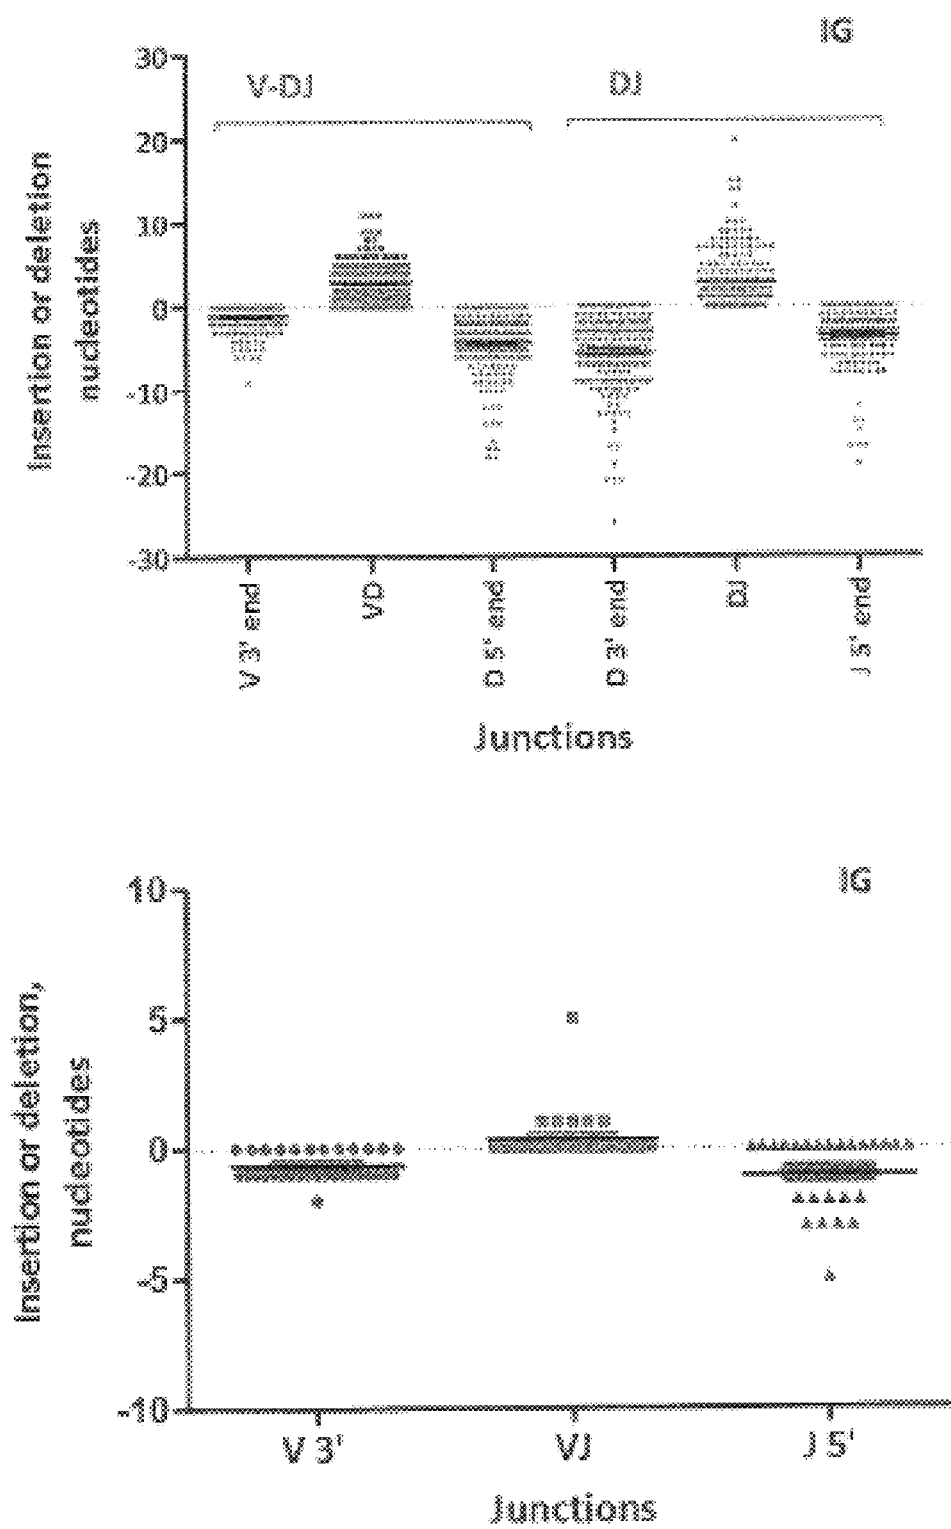 IG
V-DJ
DJ
Insertion or deletion
nucleotides
30
20
10
0
-10
-20
-30
V 3' end
VD
D 5' end
D 3' end
DJ
J 5' end
Junctions
IG
Insertion or deletion,
nucleotides
10
5
0
-5
-10
V 3'
VJ
J 5'
Junctions